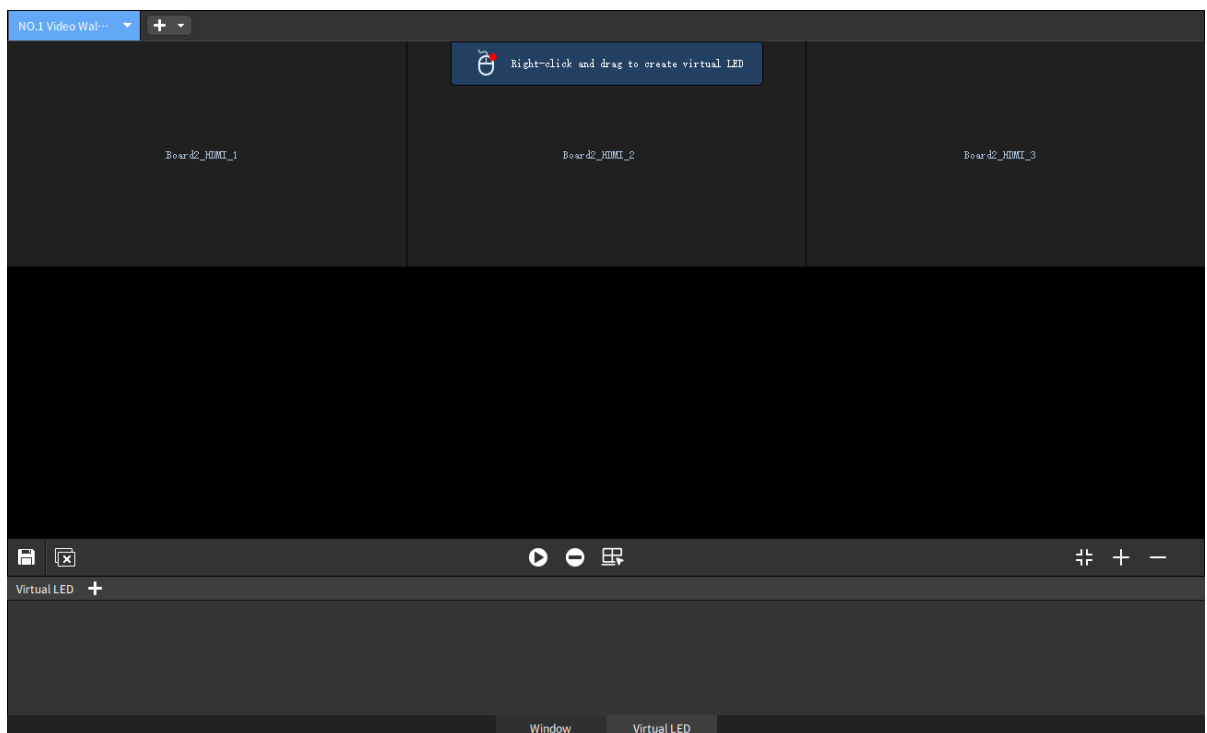 NO.1 Video Wal···
Right-click and drag to create virtual LED
Board2_HDMI_1
Board2_HDMI_2
Board2_HDMI_3
Virtual LED
Window
Virtual LED